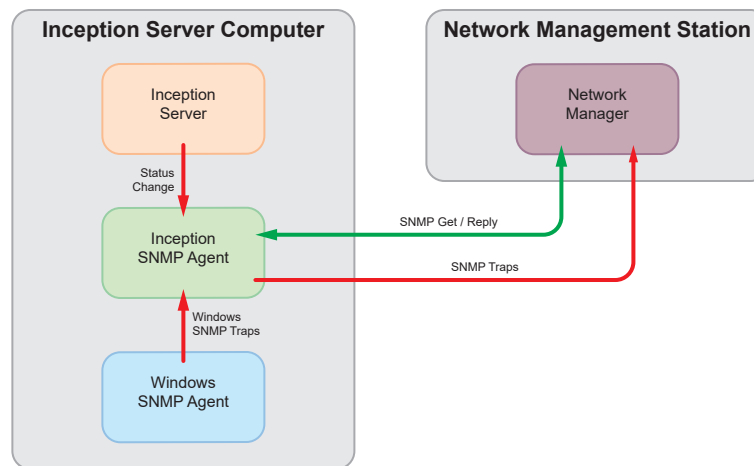 Inception Server Computer
Network Management Station
Inception
Server
Network
Manager
Status
Change
SNMP Get / Reply
Inception
SNMP Agent
SNMP Traps
Windows
SNMP Traps
Windows
SNMP Agent